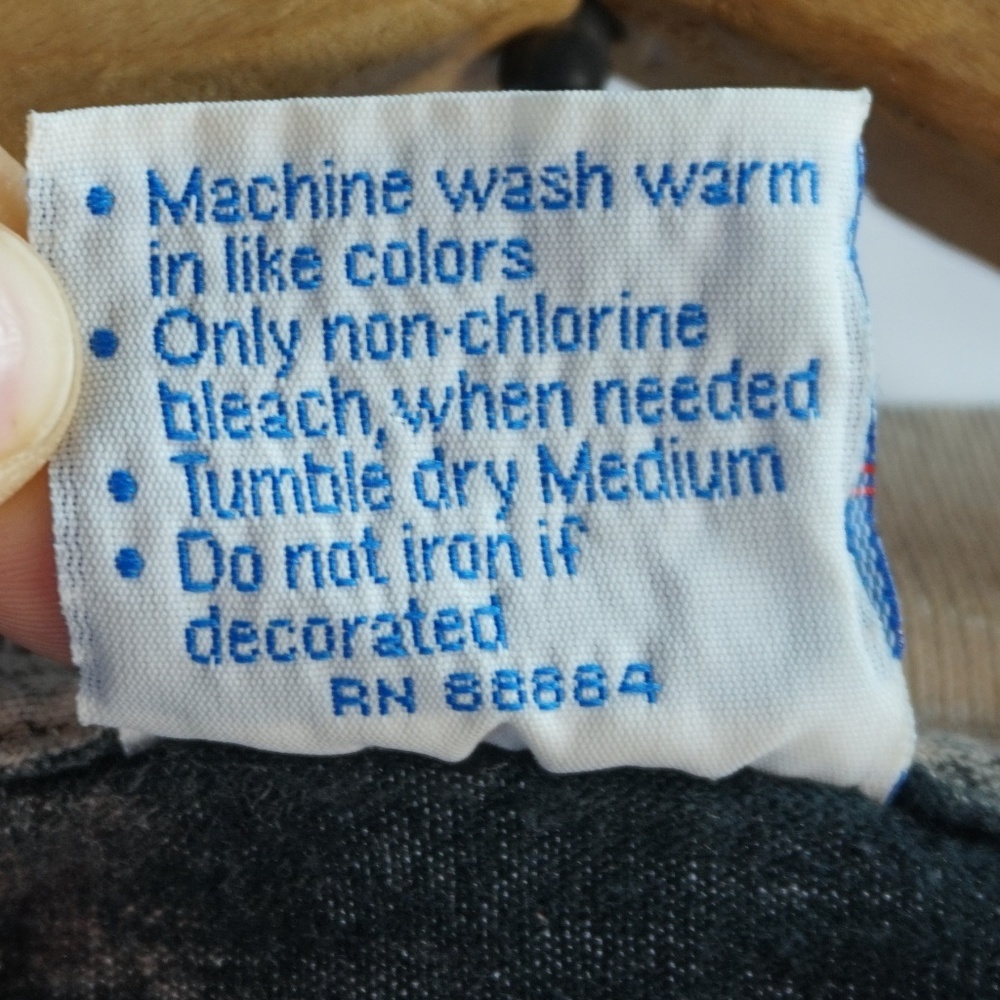 • Machine wash warm
in like colors
• Only non-chlorine
bleach, when needed
• Tumble dry Medium
• Do not iron if
decorated
RN